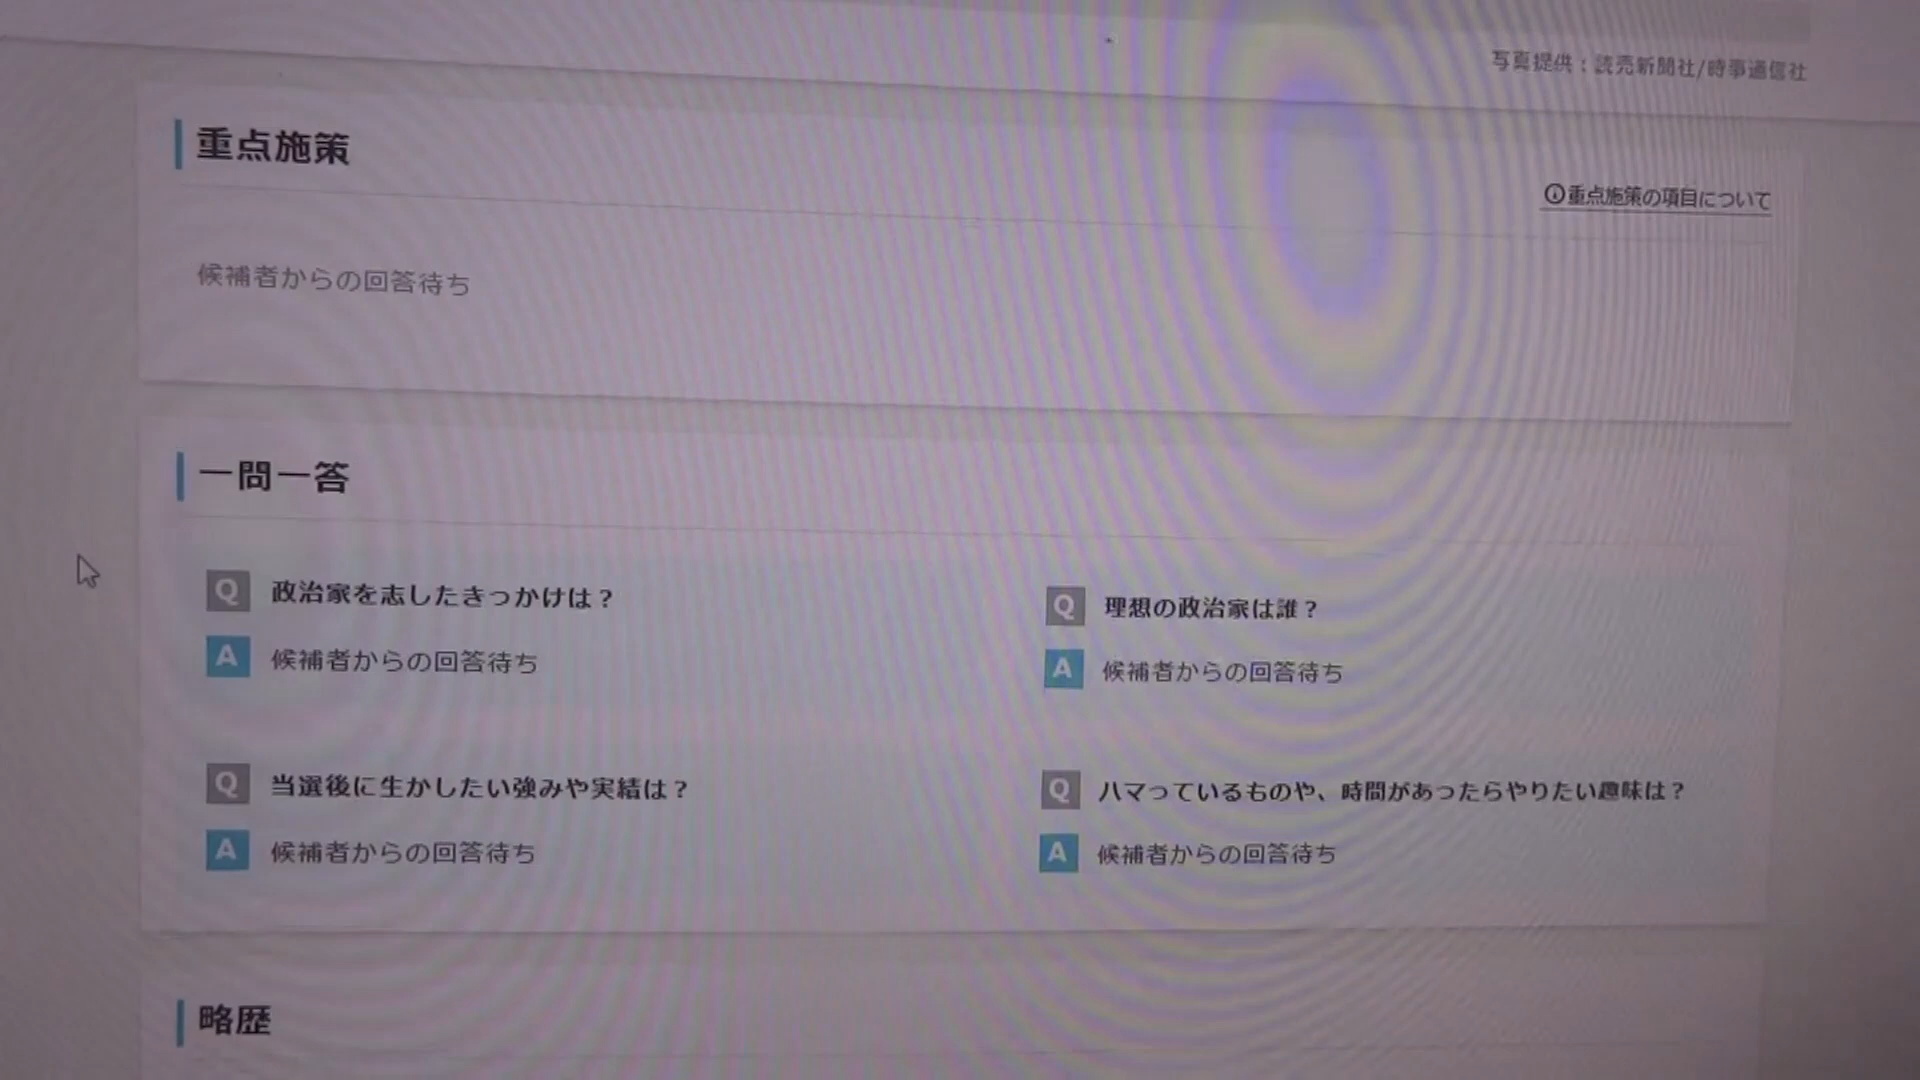 写真提供：読売新聞社/時事通信社
重点施策
重点施策の項目について
候補者からの回答待ち
一問一答
Q 政治家を志したきっかけは？
A 候補者からの回答待ち
Q 理想の政治家は誰？
A 候補者からの回答待ち
Q 当選後に生かしたい強みや実績は？
A 候補者からの回答待ち
Q ハマっているものや、時間があったらやりたい趣味は？
A 候補者からの回答待ち
略歴